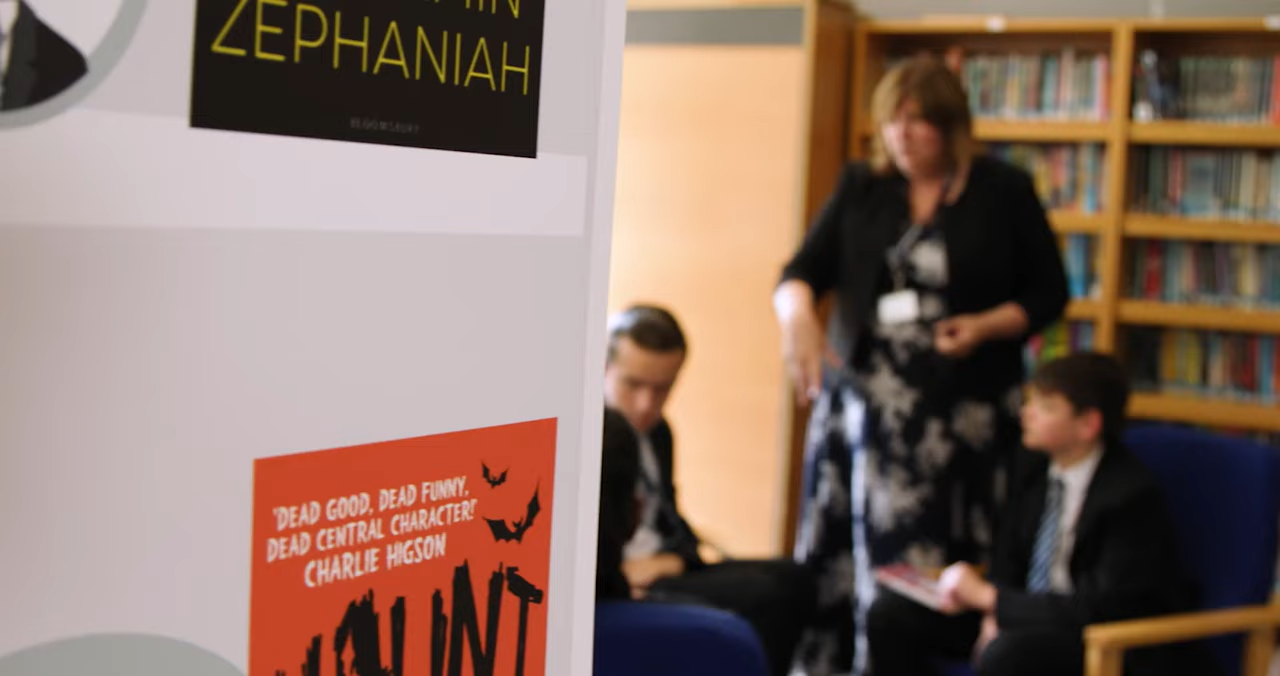 ZEPHANIAH
BLOOMSBURY
'DEAD GOOD, DEAD FUNNY,
DEAD CENTRAL CHARACTER!'
CHARLIE HIGSON